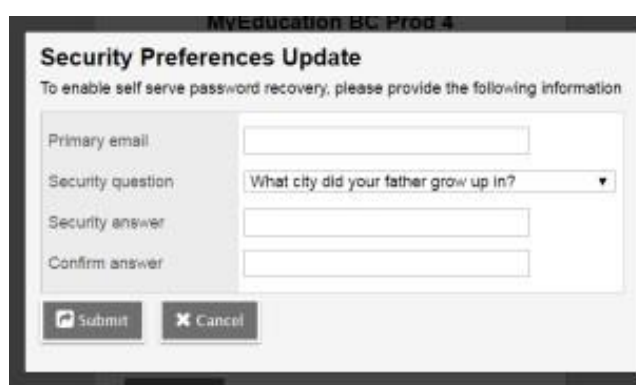 MyEducation BC Prod 4
Security Preferences Update
To enable self serve password recovery, please provide the following information
Primary email
Security question What city did your father grow up in?
Security answer
Confirm answer
Submit Cancel